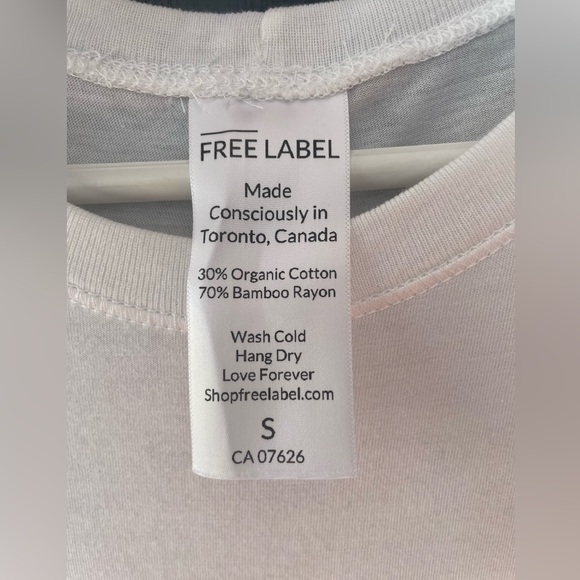 FREE LABEL
Made
Consciously in
Toronto, Canada
30% Organic Cotton
70% Bamboo Rayon
Wash Cold
Hang Dry
Love Forever
Shopfreelabel.com
S
CA 07626